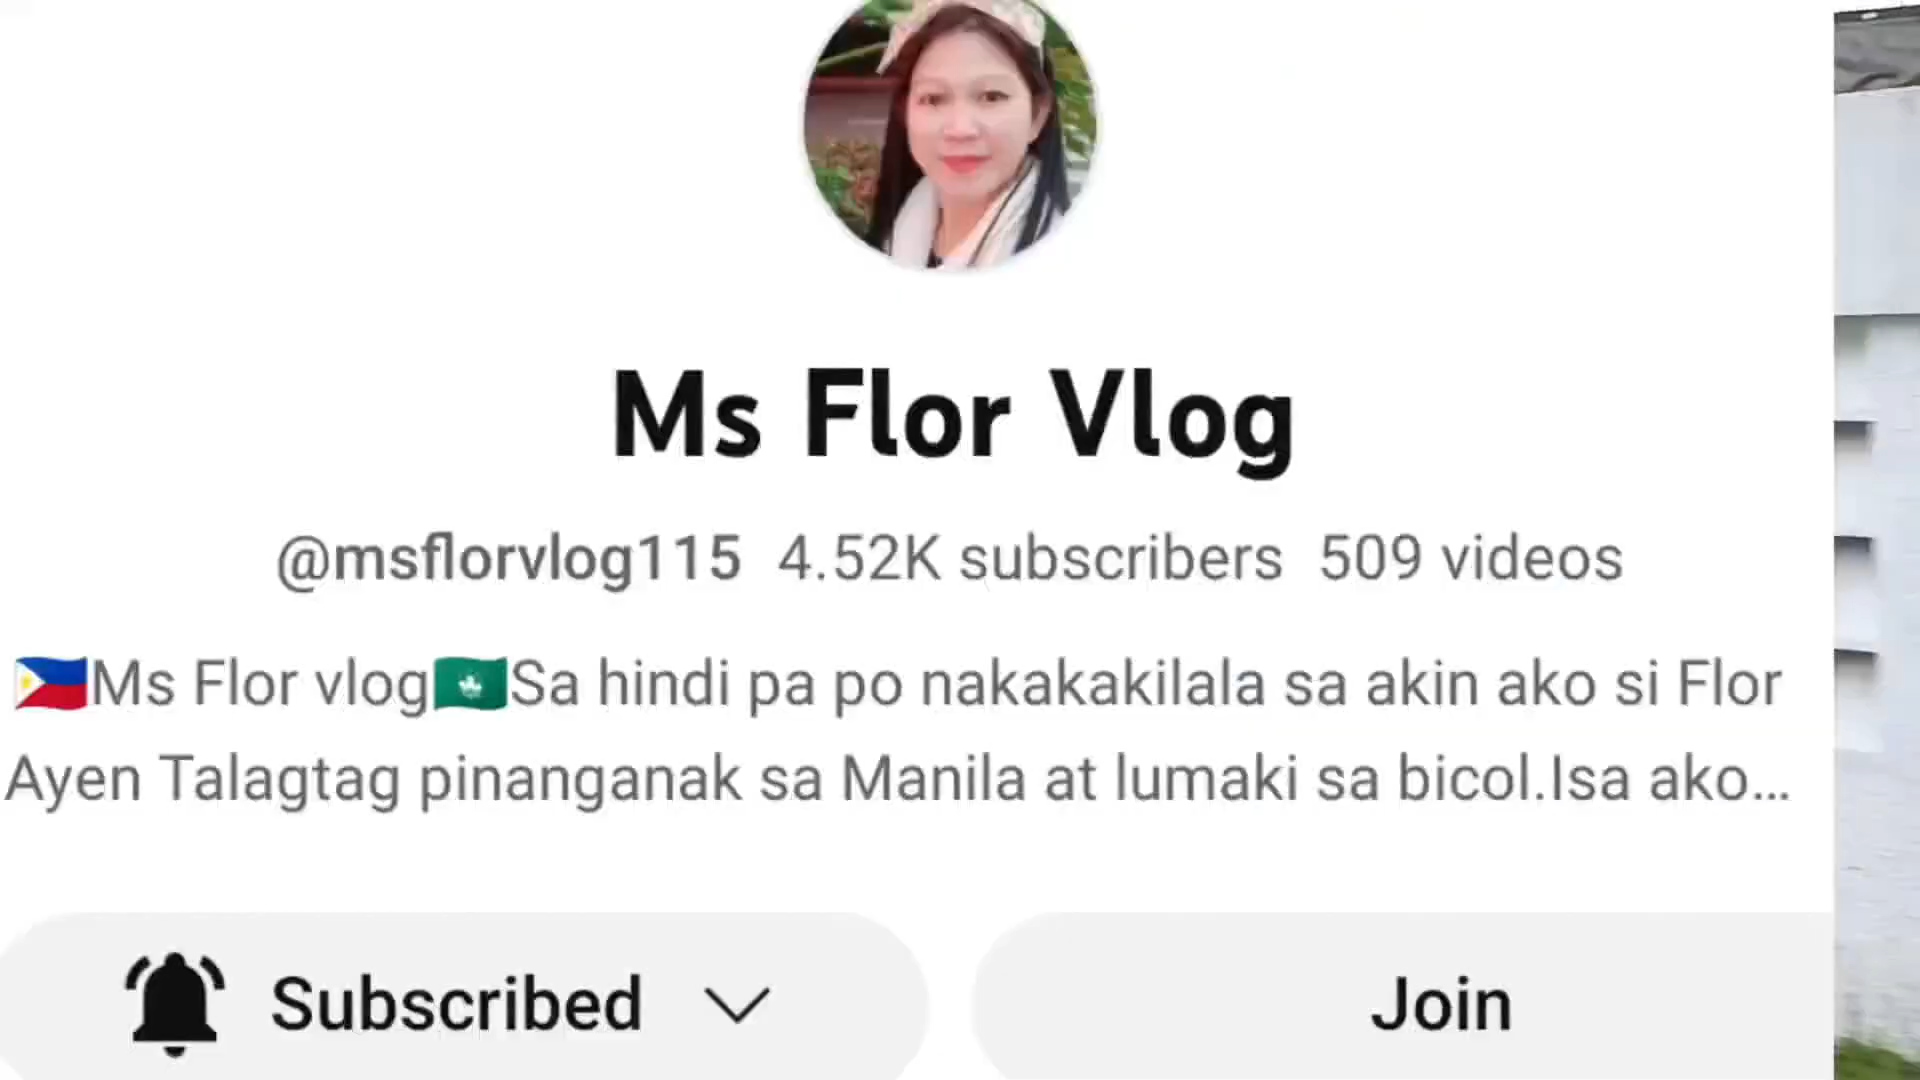 Ms Flor Vlog
@msflorvlog115 4.52K subscribers 509 videos
🇵🇭Ms Flor vlog🇲🇴Sa hindi pa po nakakakilala sa akin ako si Flor
Ayen Talagtag pinanganak sa Manila at lumaki sa bicol.Isa ako...
Subscribed
Join